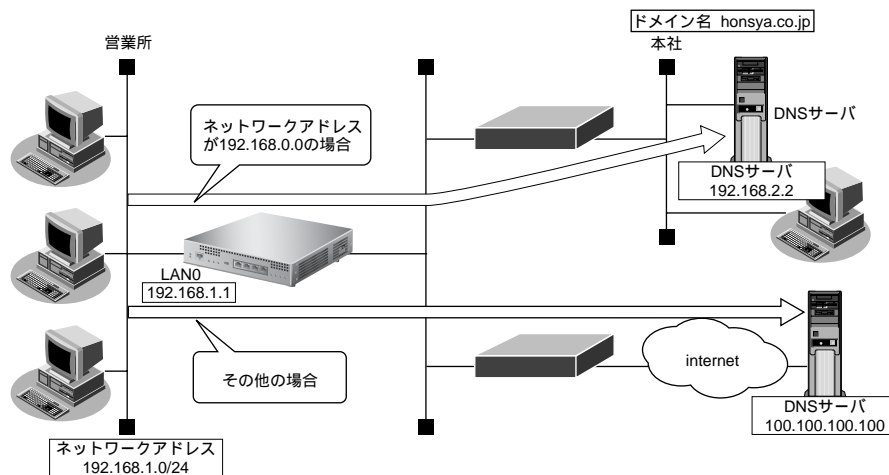 ドメイン名 honsya.co.jp
営業所
本社
ネットワークアドレス
が192.168.0.0の場合
DNSサーバ
DNSサーバ
192.168.2.2
LAN0
192.168.1.1
その他の場合
internet
DNSサーバ
100.100.100.100
ネットワークアドレス
192.168.1.0/24